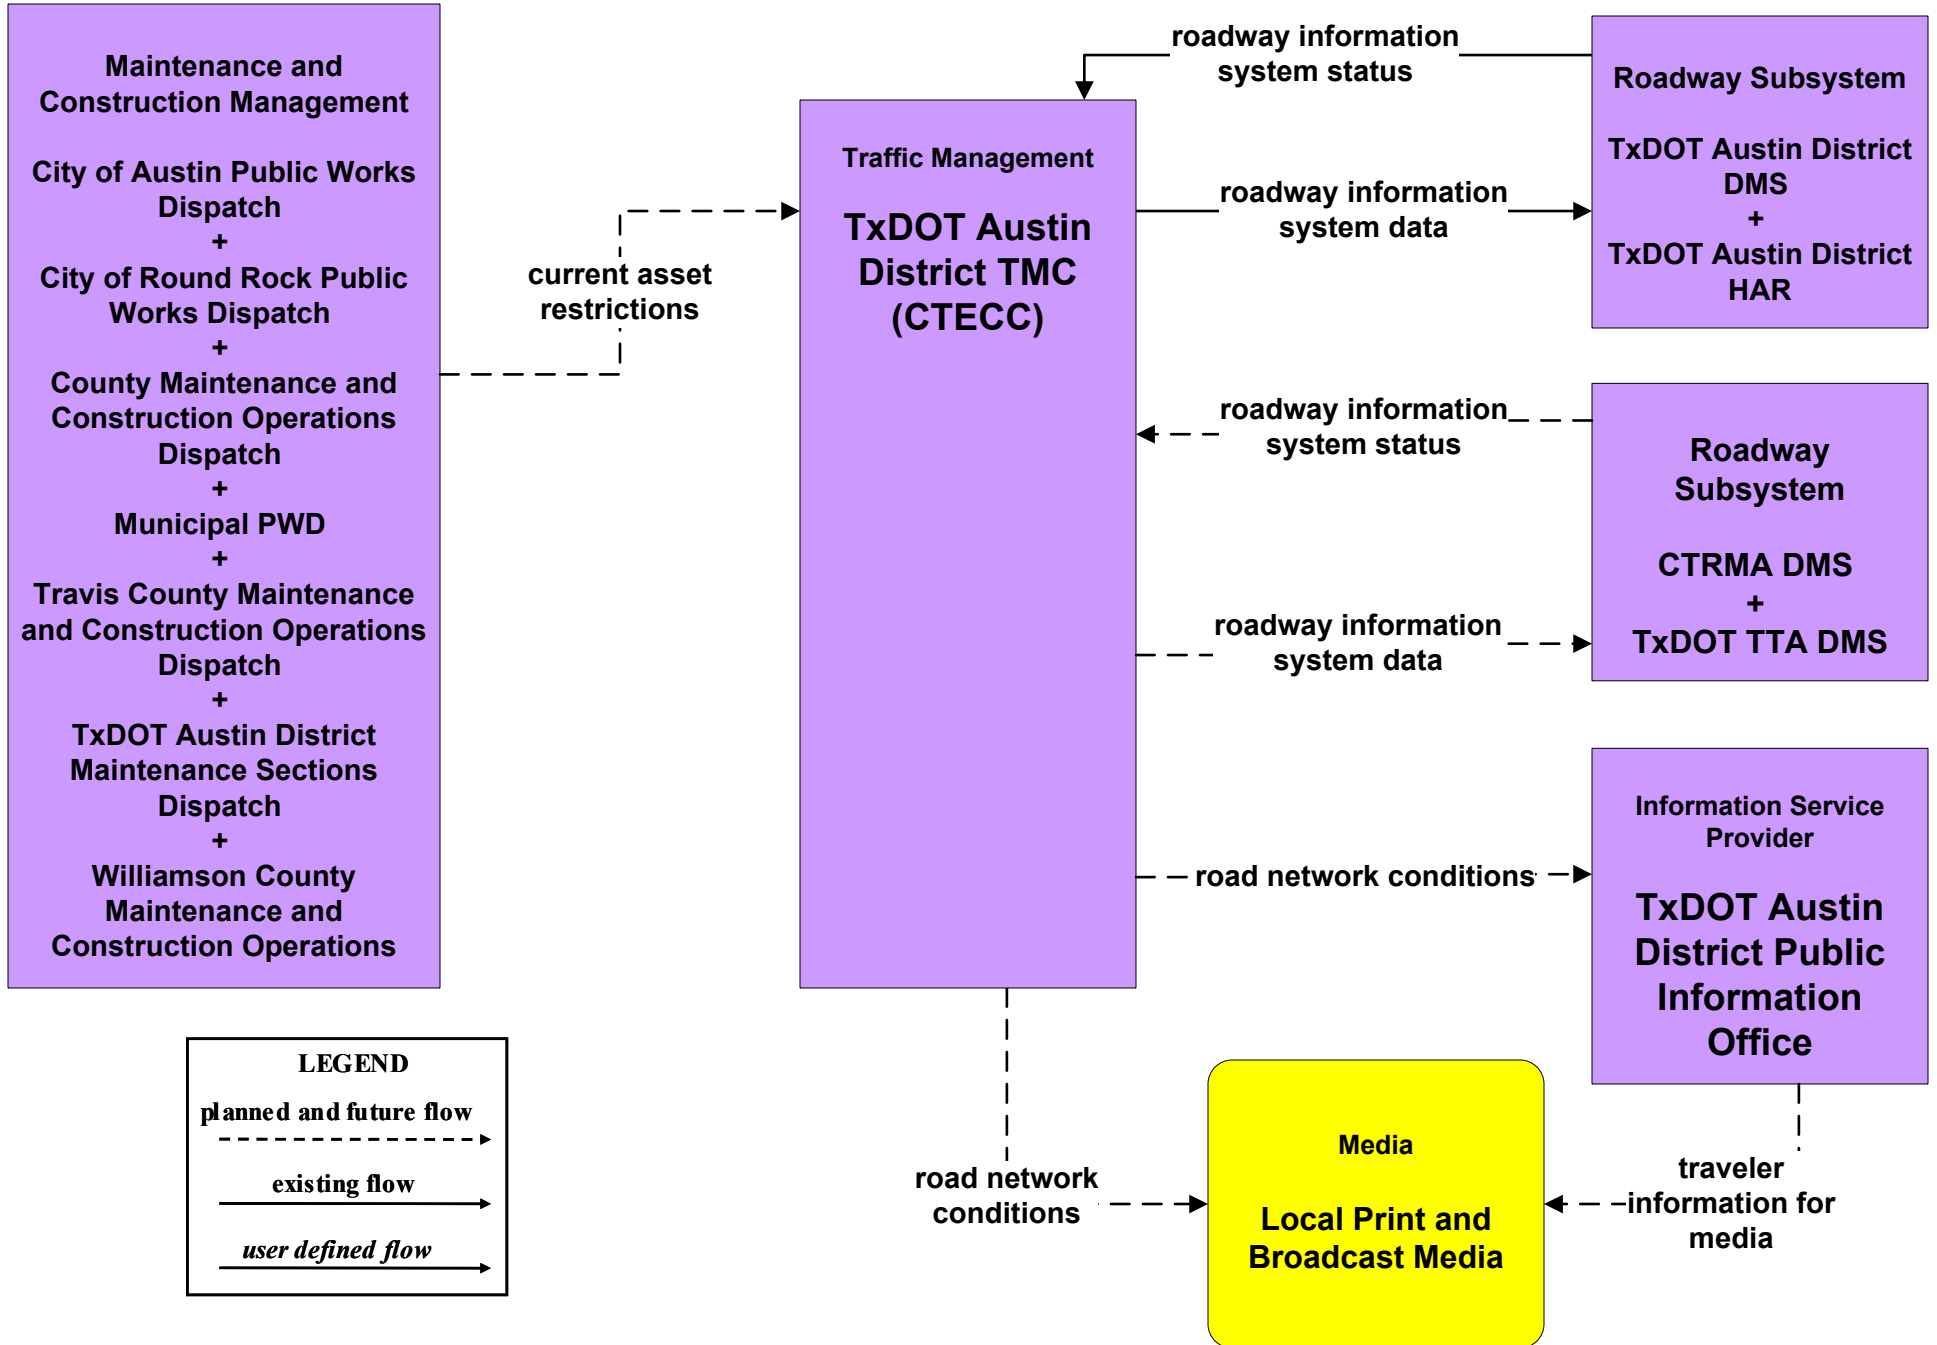 Maintenance and
Construction Management
City of Austin Public Works
Dispatch
+
City of Round Rock Public
Works Dispatch
+
County Maintenance and
Construction Operations
Dispatch
+
Municipal PWD
+
Travis County Maintenance
and Construction Operations
Dispatch
+
TxDOT Austin District
Maintenance Sections
Dispatch
+
Williamson County
Maintenance and
Construction Operations
current asset
restrictions
Traffic Management
TxDOT Austin
District TMC
(CTECC)
roadway information
system status
roadway information
system data
Roadway Subsystem
TxDOT Austin District
DMS
+
TxDOT Austin District
HAR
roadway information
system status
roadway information
system data
Roadway
Subsystem
CTRMA DMS
+
TxDOT TTA DMS
road network conditions
Information Service
Provider
TxDOT Austin
District Public
Information
Office
road network
conditions
Media
Local Print and
Broadcast Media
traveler
information for
media
LEGEND
planned and future flow
existing flow
user defined flow